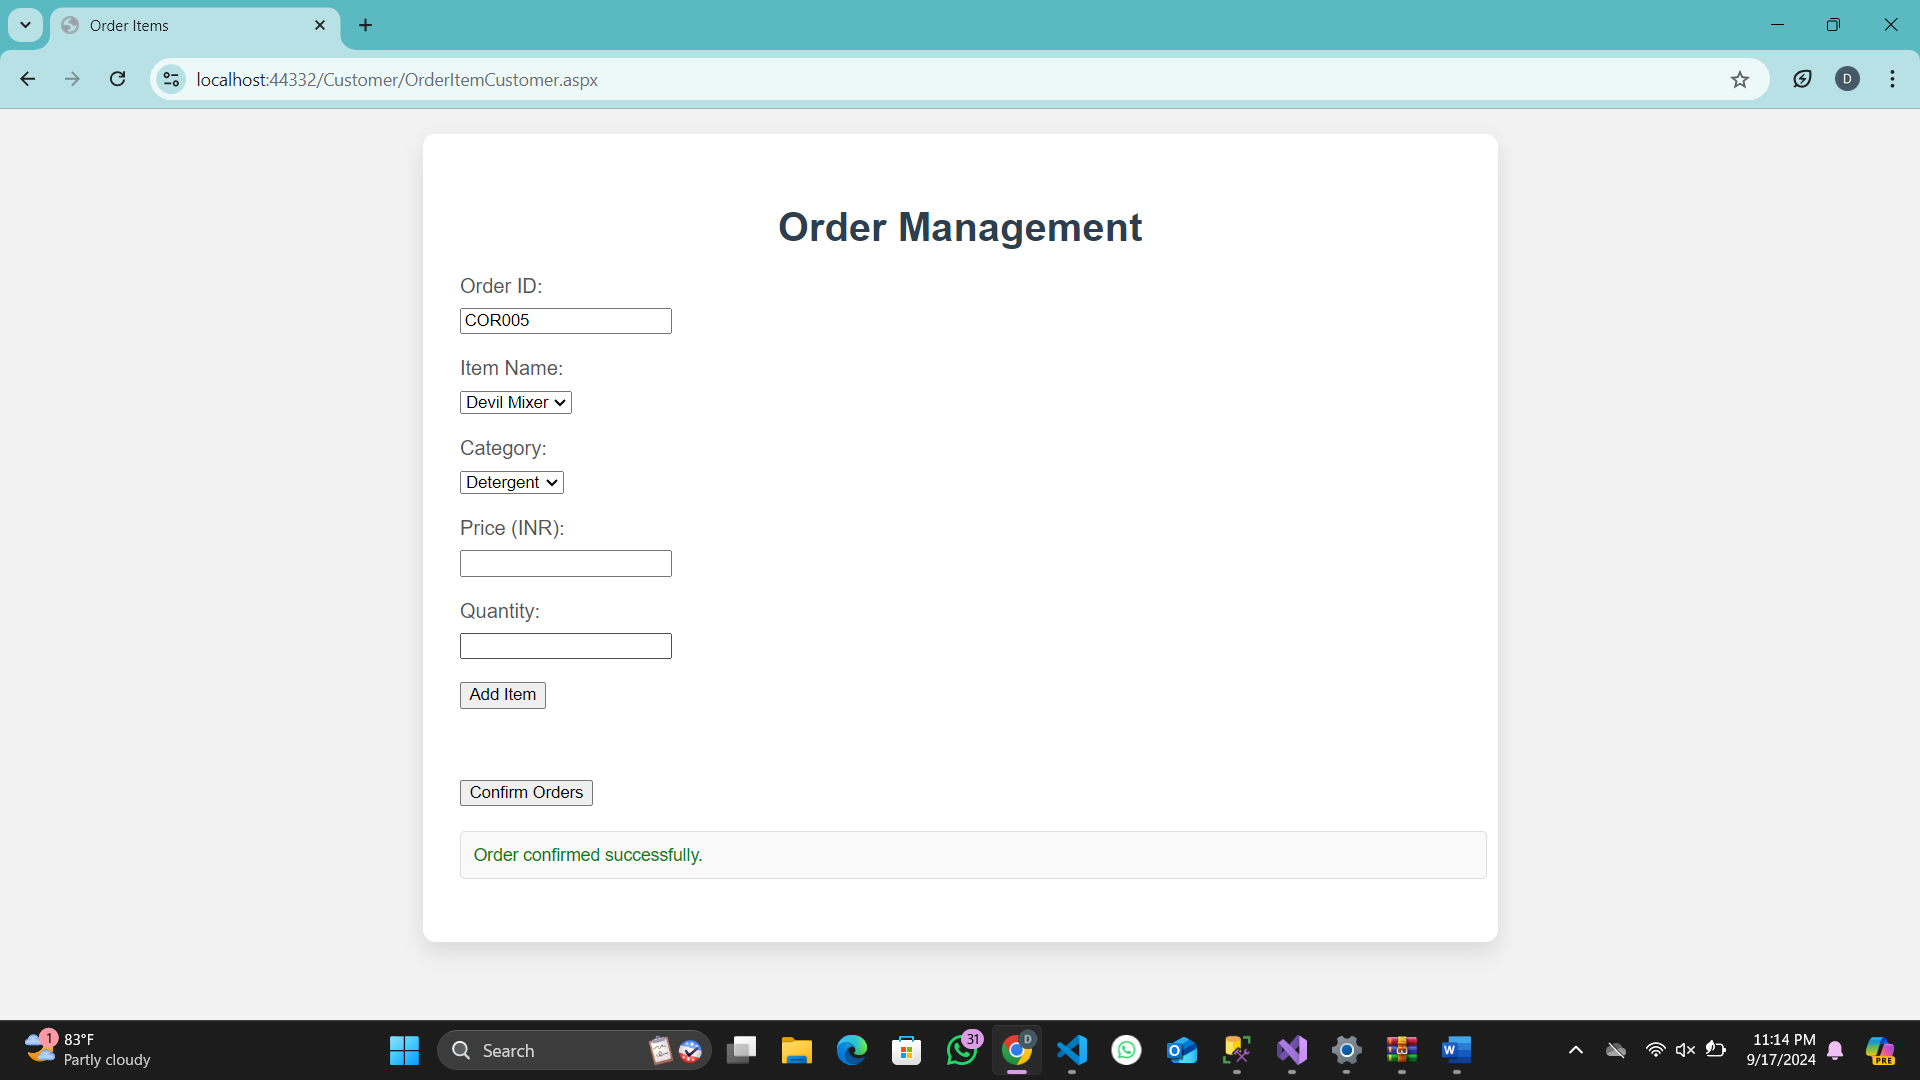 Order Items
localhost:44332/Customer/OrderItemCustomer.aspx
D
Order Management
Order ID:
COR005
Item Name:
Devil Mixer
Category:
Detergent
Price (INR):
Quantity:
Add Item
Confirm Orders
Order confirmed successfully.
1
83°F
Partly cloudy
Search
31
D
W
11:14 PM
9/17/2024
PRE